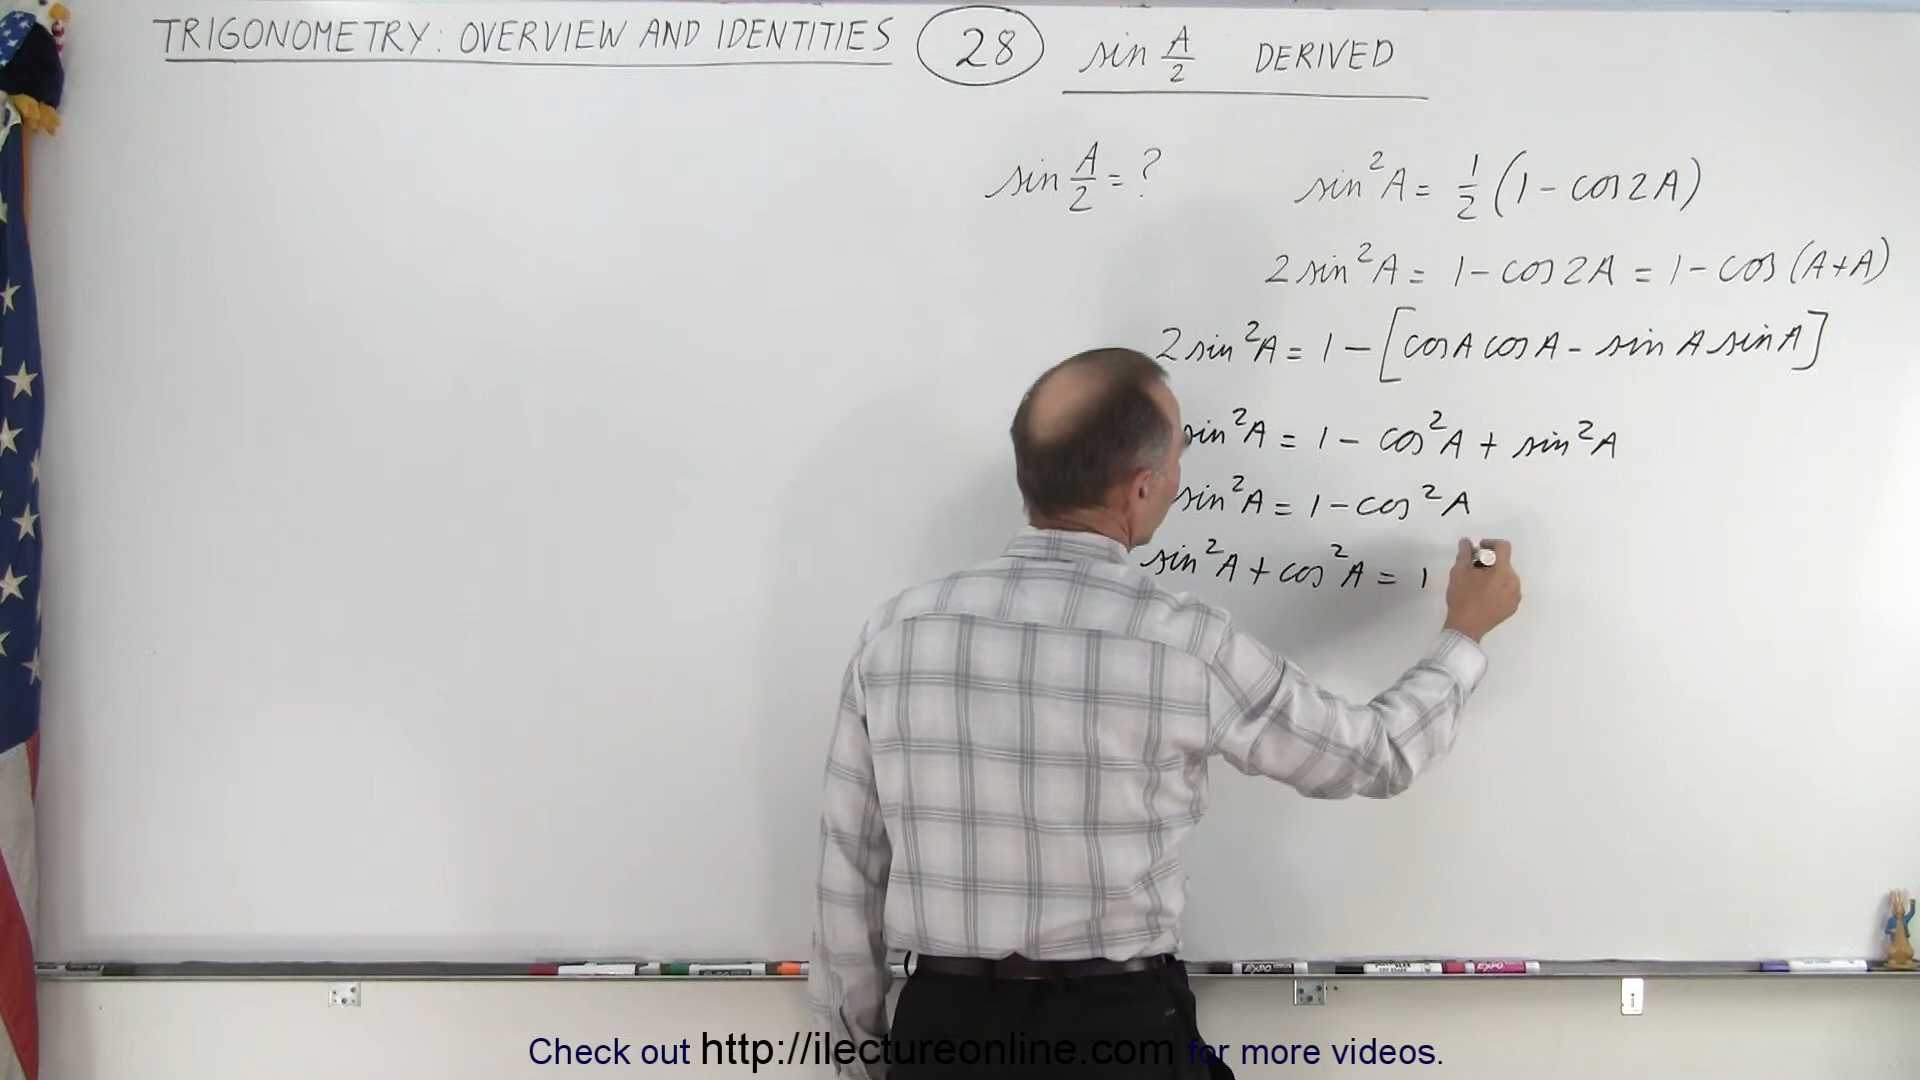 TRIGONOMETRY: OVERVIEW AND IDENTITIES 28 sin A/2 DERIVED
sin A/2 = ?
sin²A = 1/2 (1 - cos 2A)
2 sin²A = 1 - cos 2A = 1 - cos (A+A)
2 sin²A = 1 - [cos A cos A - sin A sin A]
sin²A = 1 - cos²A + sin²A
sin²A = 1 - cos²A
sin²A + cos²A = 1
EXPO EXPO
Check out http://ilectureonline.com for more videos.